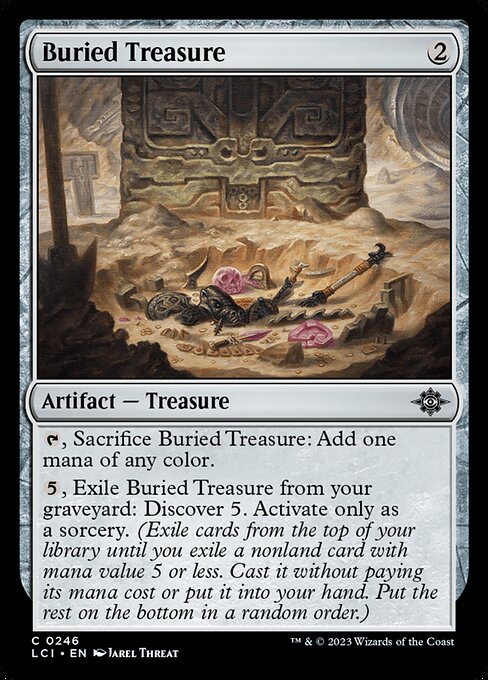 Buried Treasure 2
Artifact — Treasure
, Sacrifice Buried Treasure: Add one
mana of any color.
5, Exile Buried Treasure from your
graveyard: Discover 5. Activate only as
a sorcery. (Exile cards from the top of your
library until you exile a nonland card with
mana value 5 or less. Cast it without paying
its mana cost or put it into your hand. Put the
rest on the bottom in a random order.)
C 0246
LCI • EN JAREL THREAT
™ & © 2023 Wizards of the Coast